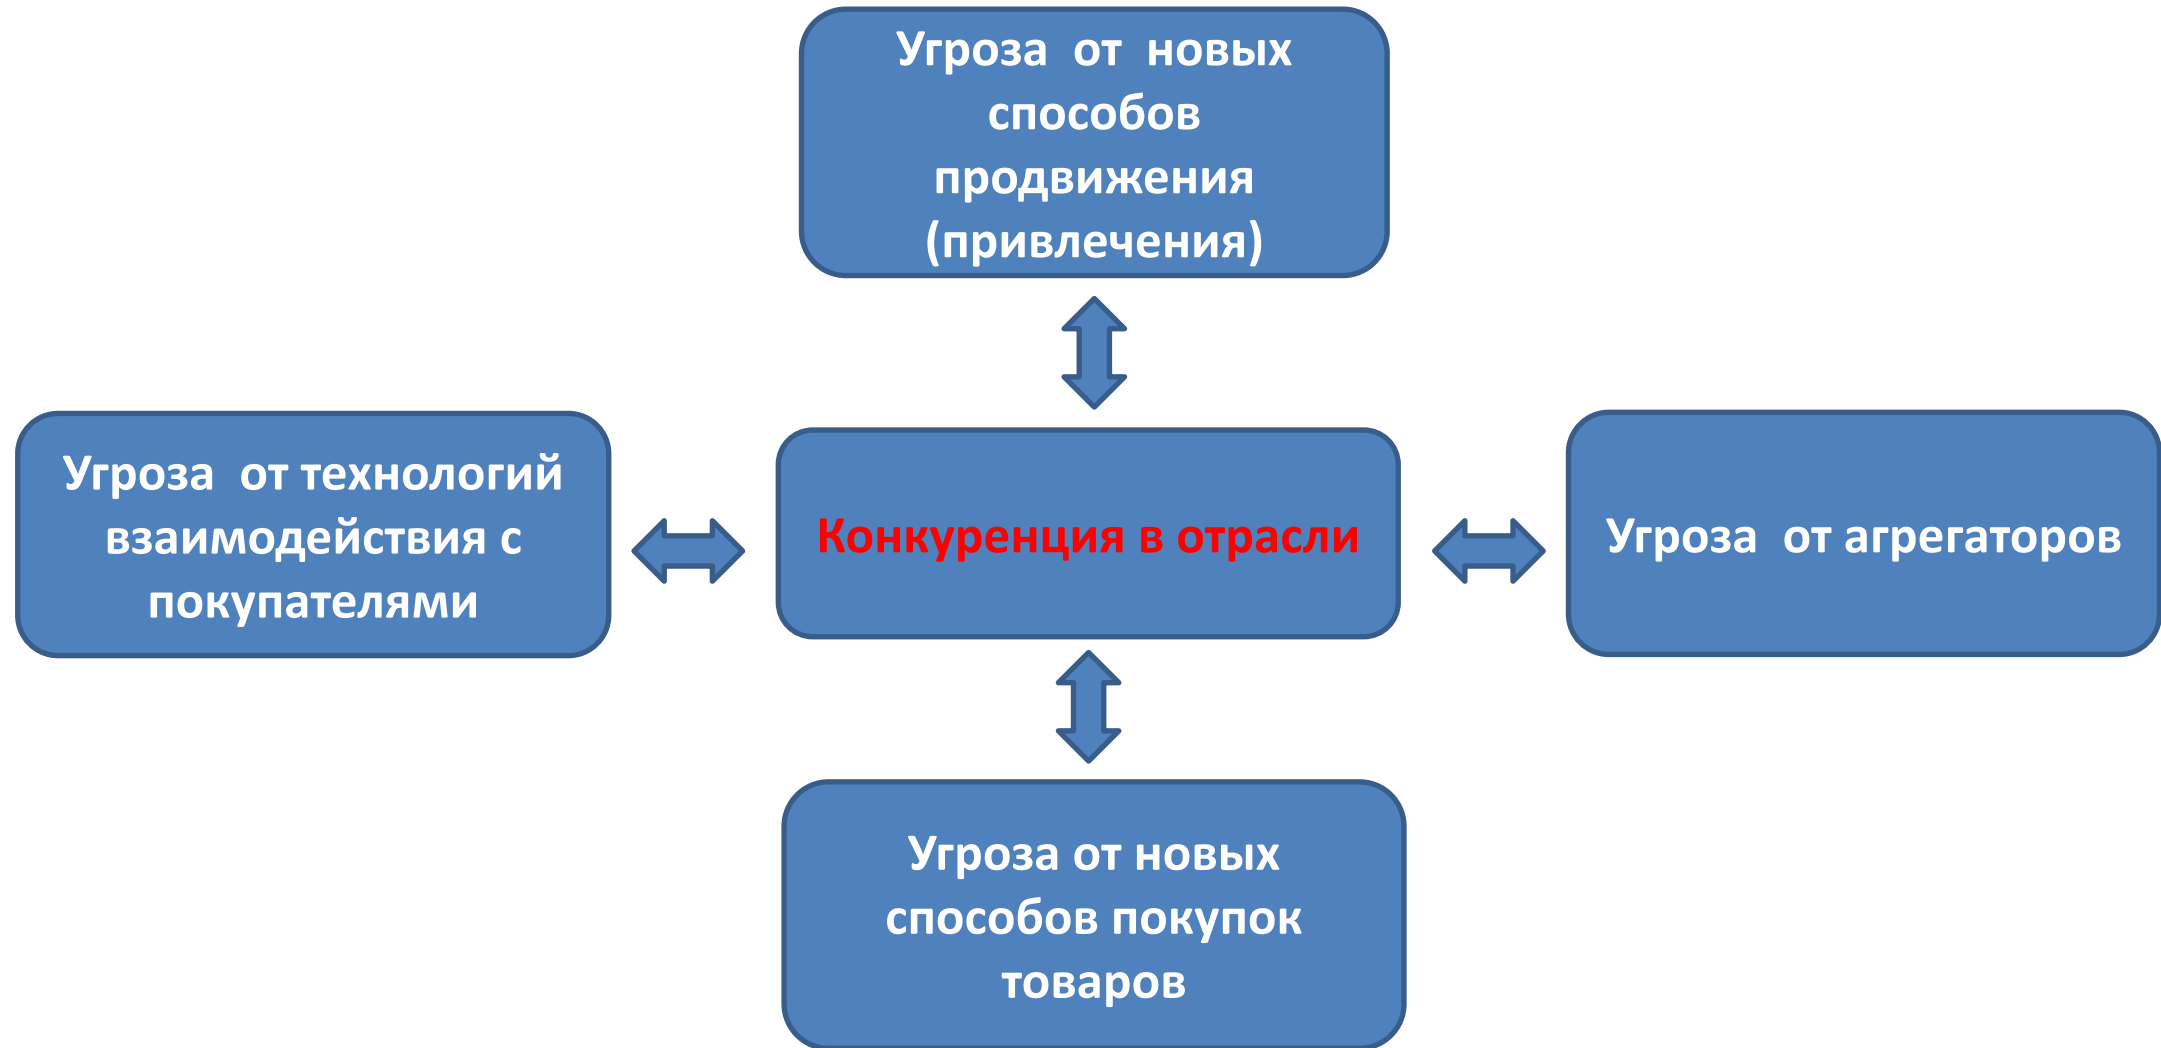 Угроза от новых
способов
продвижения
(привлечения)
Угроза от технологий
взаимодействия с
покупателями
Конкуренция в отрасли
Угроза от агрегаторов
Угроза от новых
способов покупок
товаров